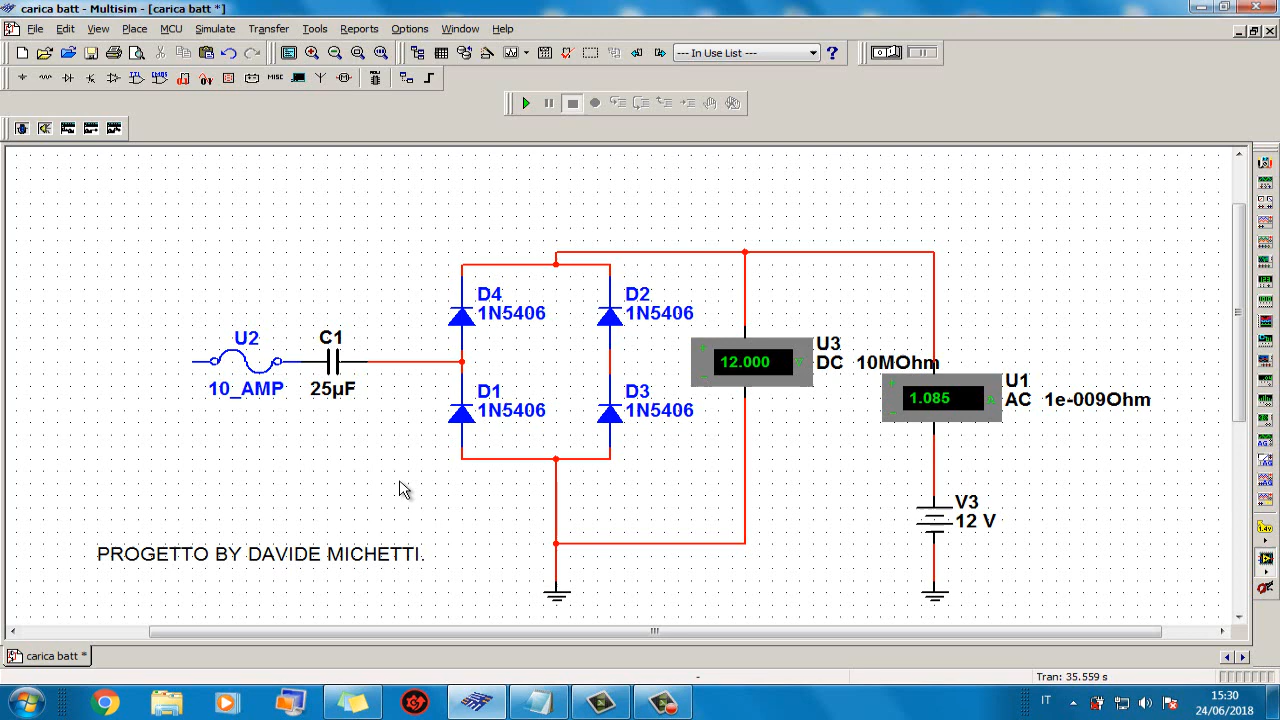 carica batt - Multisim - [carica batt *]
File Edit View Place MCU Simulate Transfer Tools Reports Options Window Help
--- In Use List ---
?
D4
1N5406
D2
1N5406
U2
10_AMP
C1
25µF
12.000
U3
DC 10MOhm
1.085
U1
AC 1e-009Ohm
D1
1N5406
D3
1N5406
V3
12 V
PROGETTO BY DAVIDE MICHETTI.
carica batt *
-
Tran: 35.559 s
IT
15:30
24/06/2018